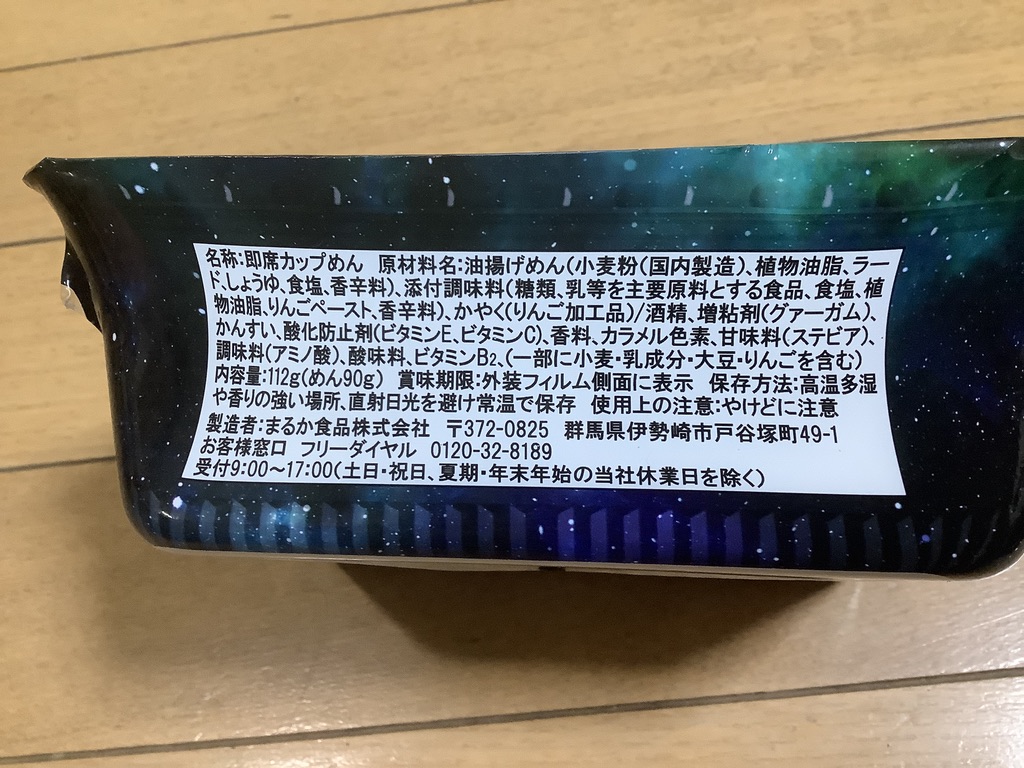 名称:即席カップめん 原材料名:油揚げめん(小麦粉(国内製造)、植物油脂、ラー
ド、しょうゆ、食塩、香辛料)、添付調味料(糖類、乳等を主要原料とする食品、食塩、植
物油脂、りんごペースト、香辛料)、かやく(りんご加工品)/酒精、増粘剤(グァーガム)、
かんすい、酸化防止剤(ビタミンE、ビタミンC)、香料、カラメル色素、甘味料(ステビア)、
調味料(アミノ酸)、酸味料、ビタミンB2、(一部に小麦・乳成分・大豆・りんごを含む)
内容量:112g(めん90g) 賞味期限:外装フィルム側面に表示 保存方法:高温多湿
や香りの強い場所、直射日光を避け常温で保存 使用上の注意:やけどに注意
製造者:まるか食品株式会社 〒372-0825 群馬県伊勢崎市戸谷塚町49-1
お客様窓口 フリーダイヤル 0120-32-8189
受付9:00~17:00(土日・祝日、夏期・年末年始の当社休業日を除く)